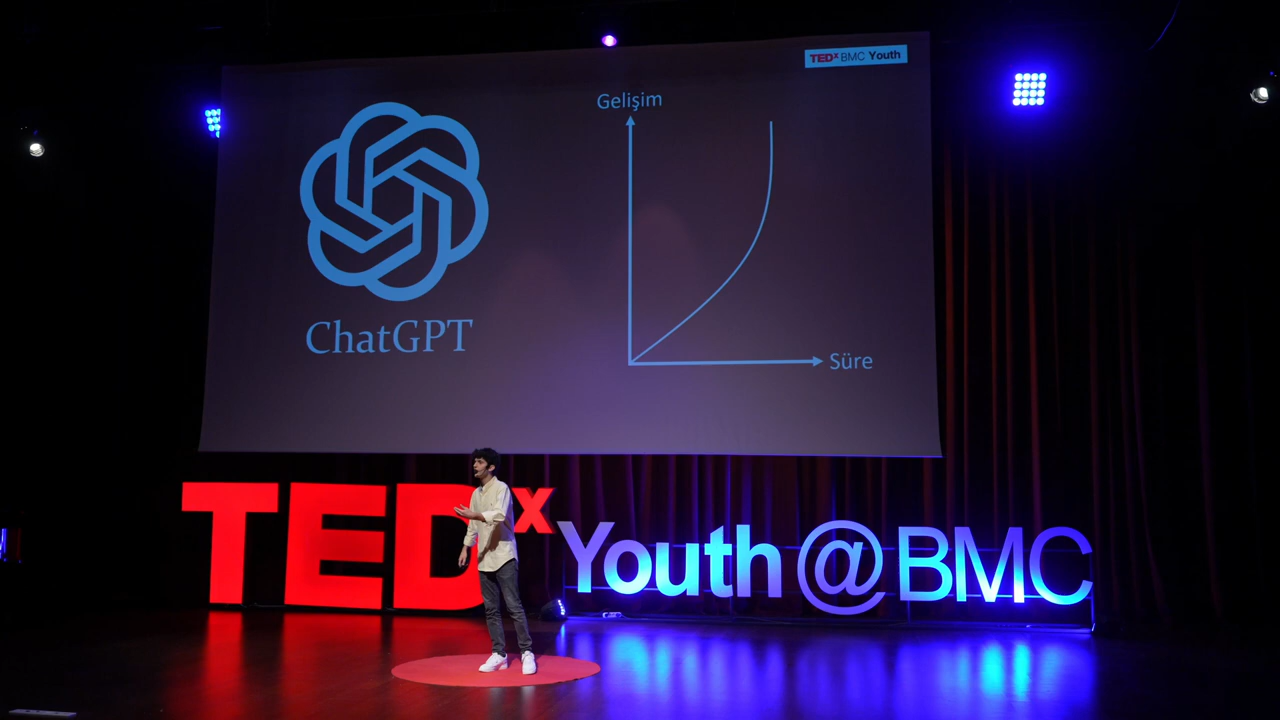 TEDx BMC Youth
Gelişim
ChatGPT
Süre
TEDx Youth @ BMC